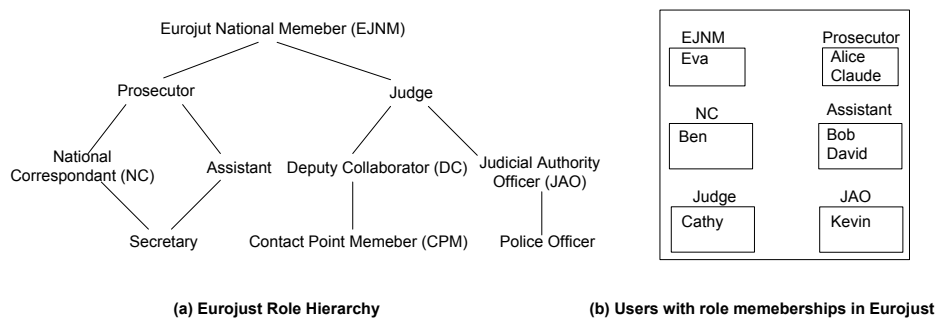 Eurojut National Memeber (EJNM)
Prosecutor
Judge
National
Correspondant (NC)
Assistant
Deputy Collaborator (DC)
Judicial Authority
Officer (JAO)
Secretary
Contact Point Memeber (CPM)
Police Officer
(a) Eurojust Role Hierarchy
EJNM
Eva
Prosecutor
Alice
Claude
NC
Ben
Assistant
Bob
David
Judge
Cathy
JAO
Kevin
(b) Users with role memeberships in Eurojust